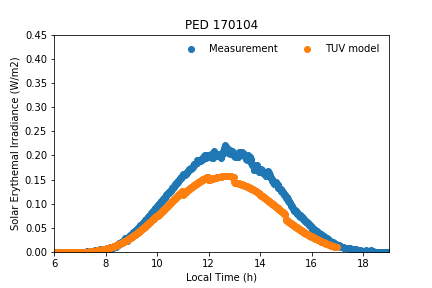 PED 170104
Solar Erythemal Irradiance (W/m2)
0.45
0.40
0.35
0.30
0.25
0.20
0.15
0.10
0.05
0.00
Measurement
TUV model
6 8 10 12 14 16 18
Local Time (h)